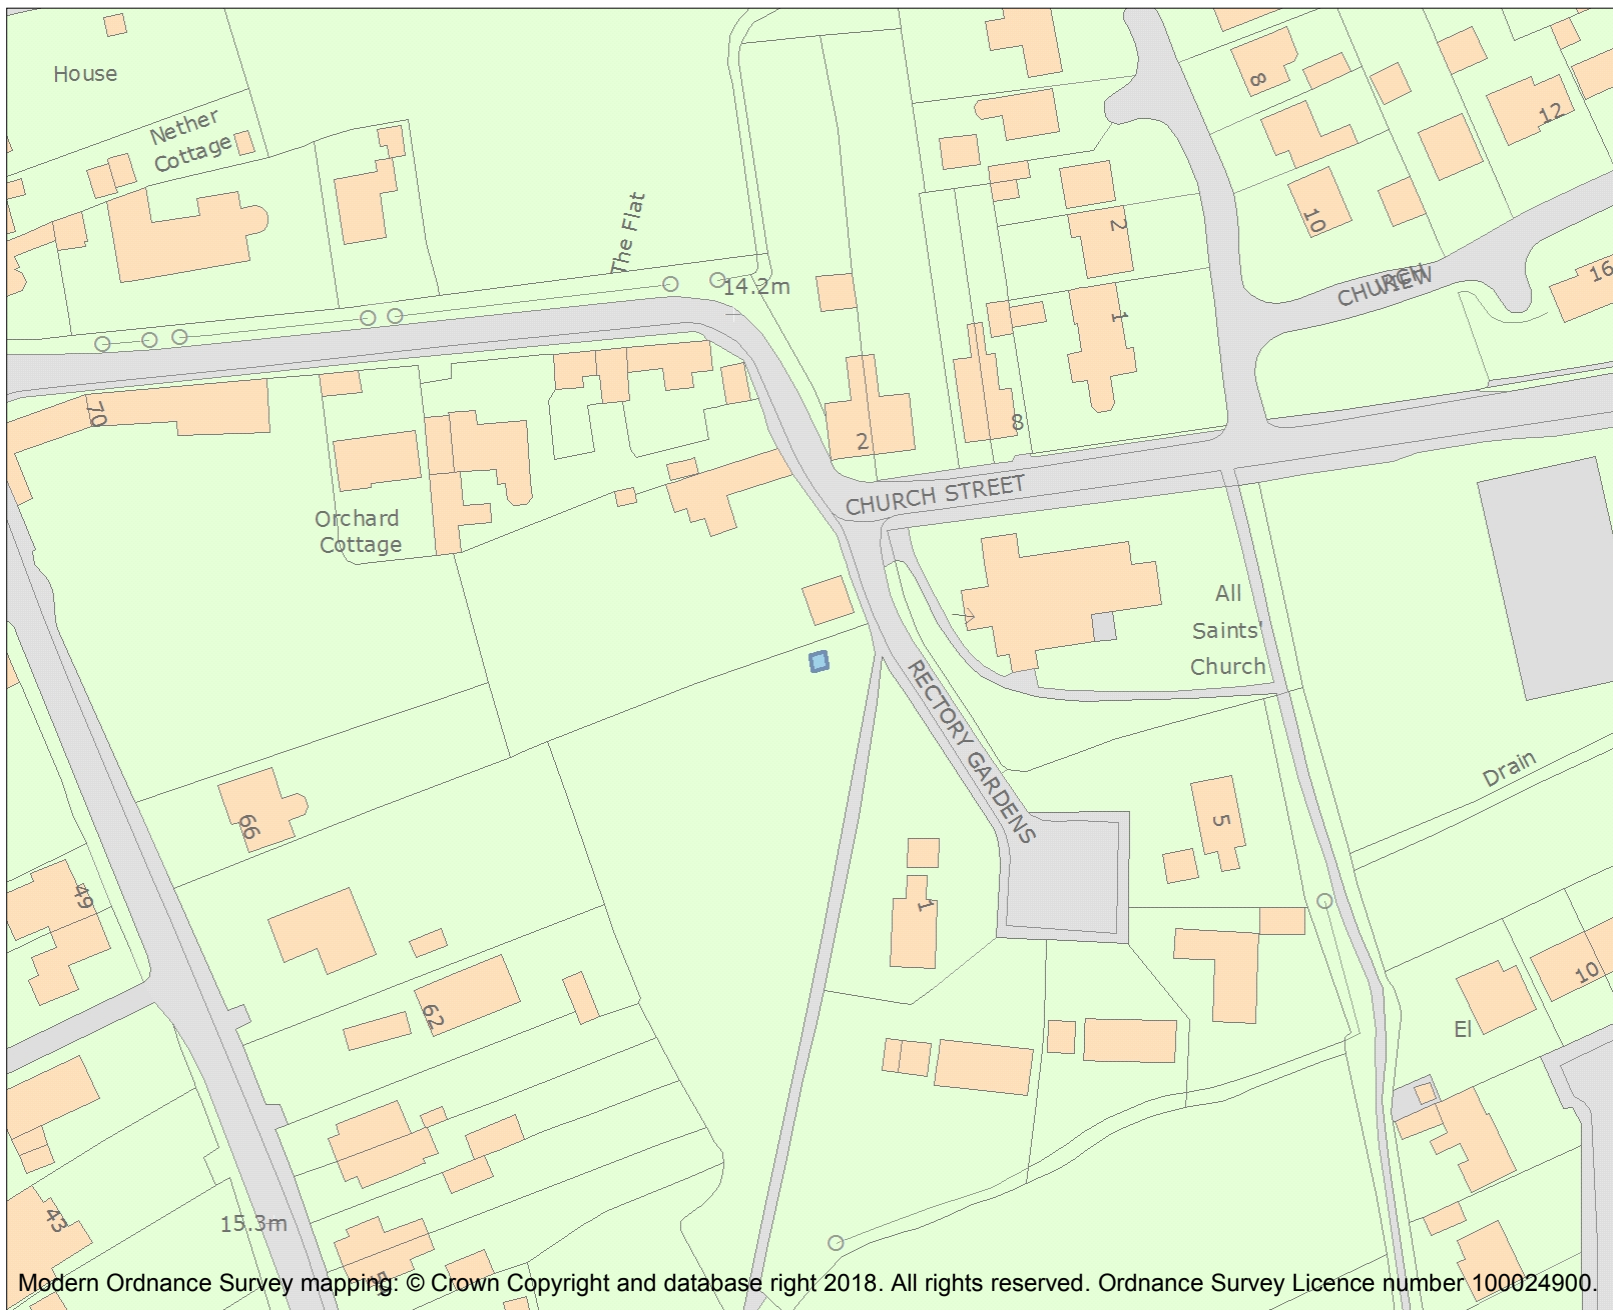 House
Nether
Cottage
8
12
The Flat
14.2m
2
10
CHURCH
VIEW
16
1
70
2
8
CHURCH STREET
Orchard
Cottage
All
Saints'
Church
RECTORY GARDENS
Drain
66
5
49
1
62
10
El
43
15.3m
Modern Ordnance Survey mapping: © Crown Copyright and database right 2018. All rights reserved. Ordnance Survey Licence number 100024900.